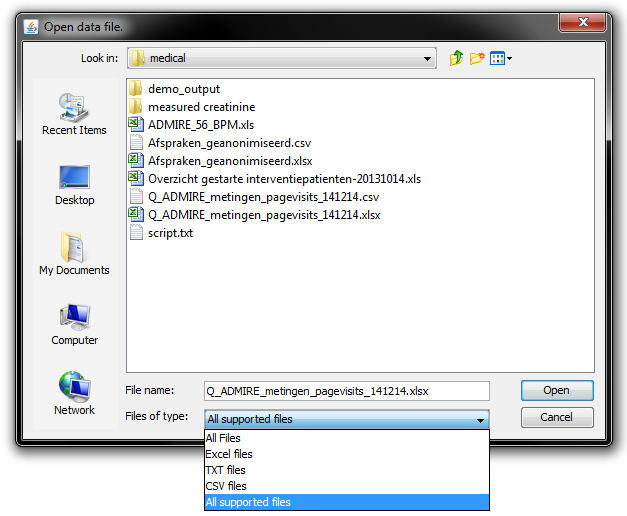 Open data file.
Look in:
medical
Recent Items
Desktop
My Documents
Computer
Network
demo_output
measured creatinine
ADMIRE_56_BPM.xls
Afspraken_geanonimiseerd.csv
Afspraken_geanonimiseerd.xlsx
Overzicht gestarte interventiepatienten-20131014.xls
Q_ADMIRE_metingen_pagevisits_141214.csv
Q_ADMIRE_metingen_pagevisits_141214.xlsx
script.txt
File name:
Q_ADMIRE_metingen_pagevisits_141214.xlsx
Open
Files of type:
All supported files
Cancel
All Files
Excel files
TXT files
CSV files
All supported files